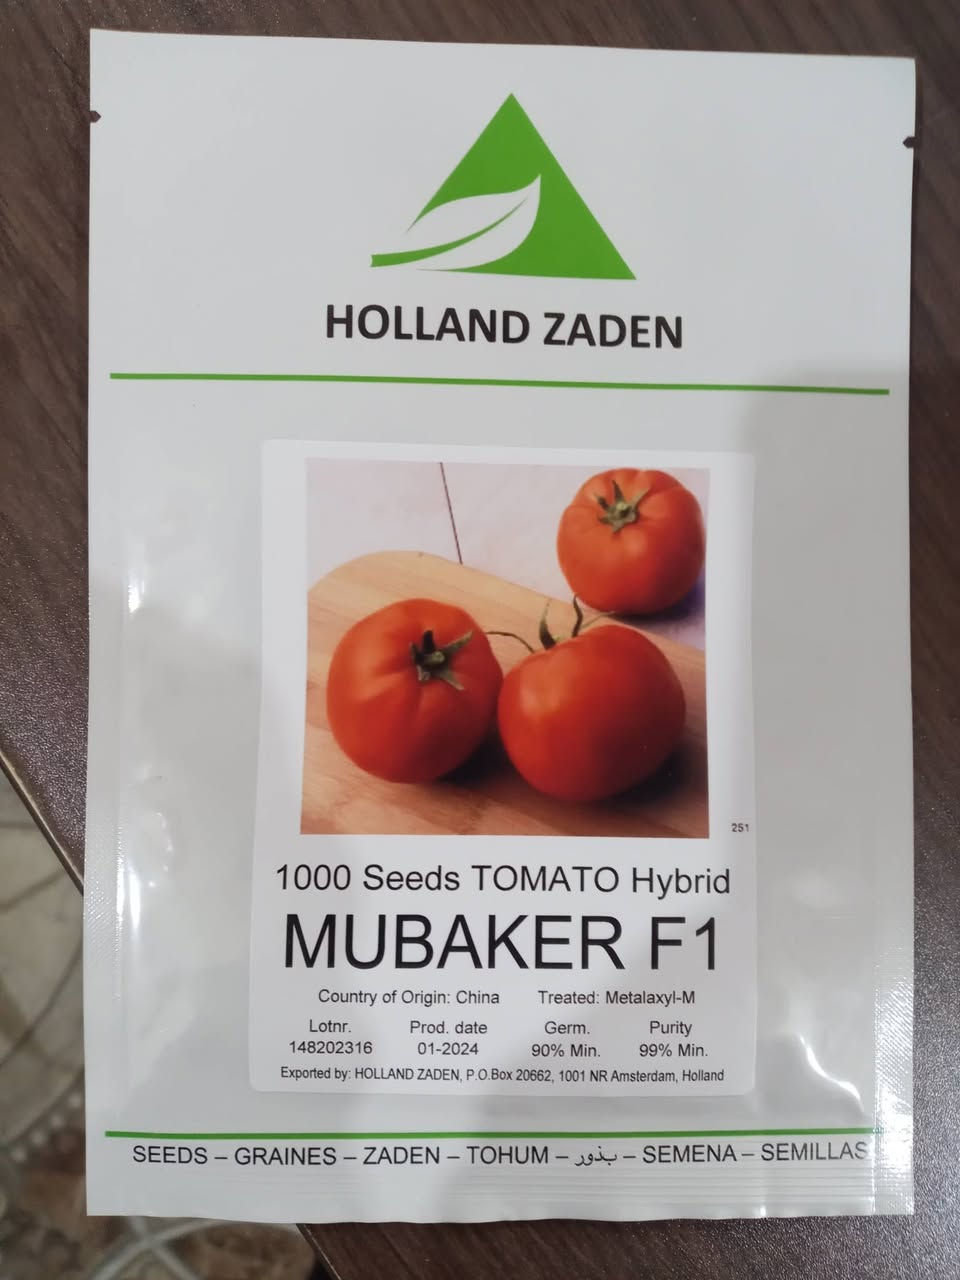 HOLLAND ZADEN
251
1000 Seeds TOMATO Hybrid
MUBAKER F1
Country of Origin: China Treated: Metalaxyl-M
Lotnr. Prod. date Germ. Purity
148202316 01-2024 90% Min. 99% Min.
Exported by: HOLLAND ZADEN, P.O.Box 20662, 1001 NR Amsterdam, Holland
SEEDS – GRAINES – ZADEN – TOHUM – بذور – SEMENA – SEMILLAS